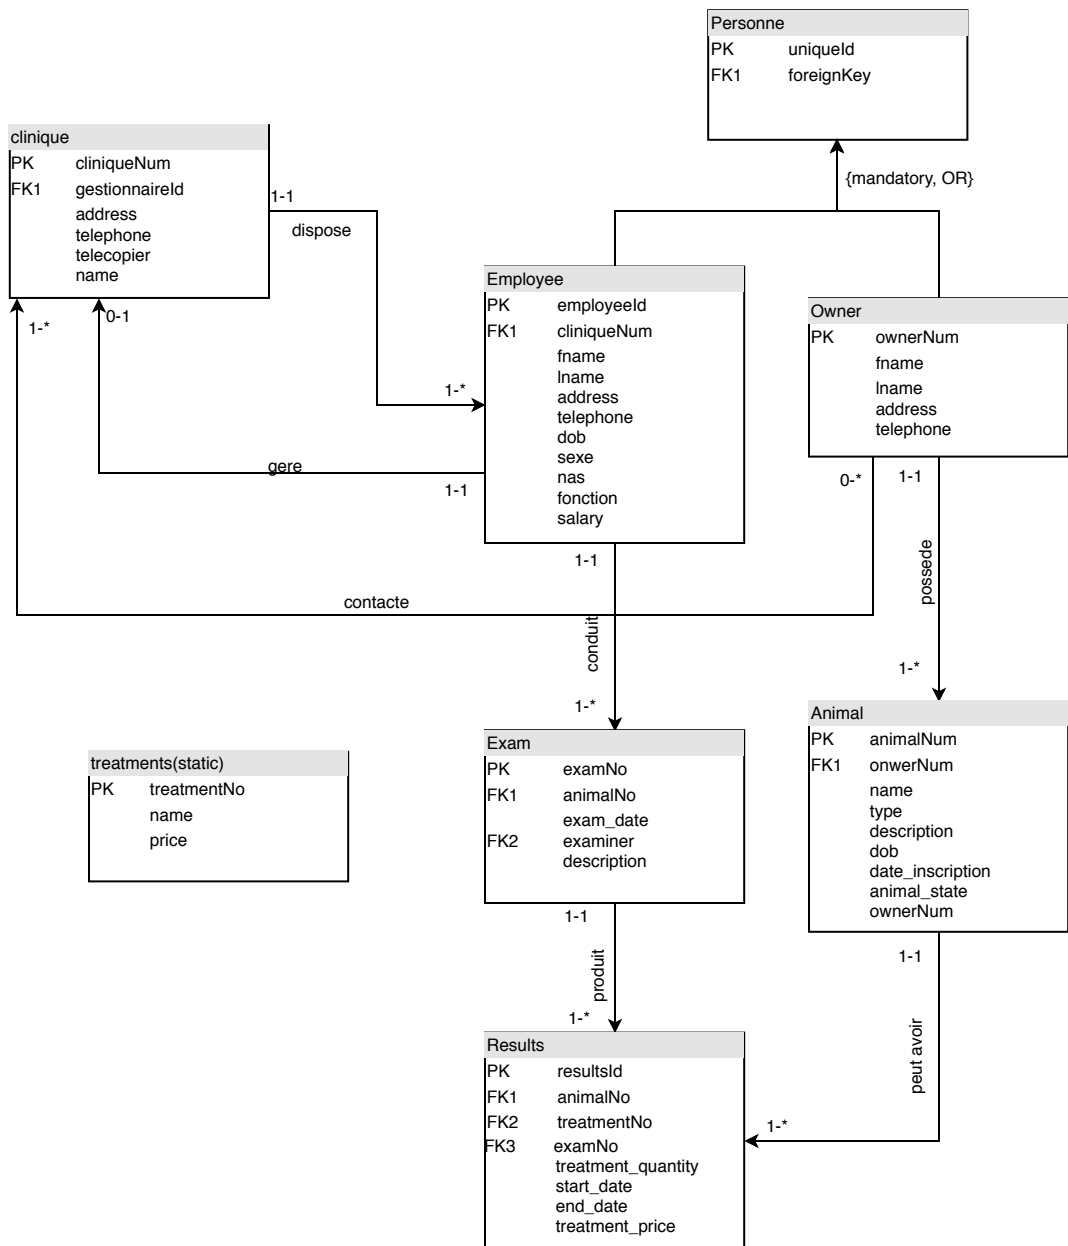 Personne
PK uniqueId
FK1 foreignKey
clinique
PK cliniqueNum
FK1 gestionnaireId
address
telephone
telecopier
name
{mandatory, OR}
1-1
dispose
1-*
0-1
Employee
PK employeeId
FK1 cliniqueNum
fname
lname
address
telephone
dob
sexe
nas
fonction
salary
1-*
gere
1-1
Owner
PK ownerNum
fname
lname
address
telephone
0-*
1-1
1-1
contacte
conduit
possede
1-*
1-*
treatments(static)
PK treatmentNo
name
price
Exam
PK examNo
FK1 animalNo
exam_date
FK2 examiner
description
Animal
PK animalNum
FK1 onwerNum
name
type
description
dob
date_inscription
animal_state
ownerNum
1-1
produit
1-*
1-1
peut avoir
1-*
Results
PK resultsId
FK1 animalNo
FK2 treatmentNo
FK3 examNo
treatment_quantity
start_date
end_date
treatment_price